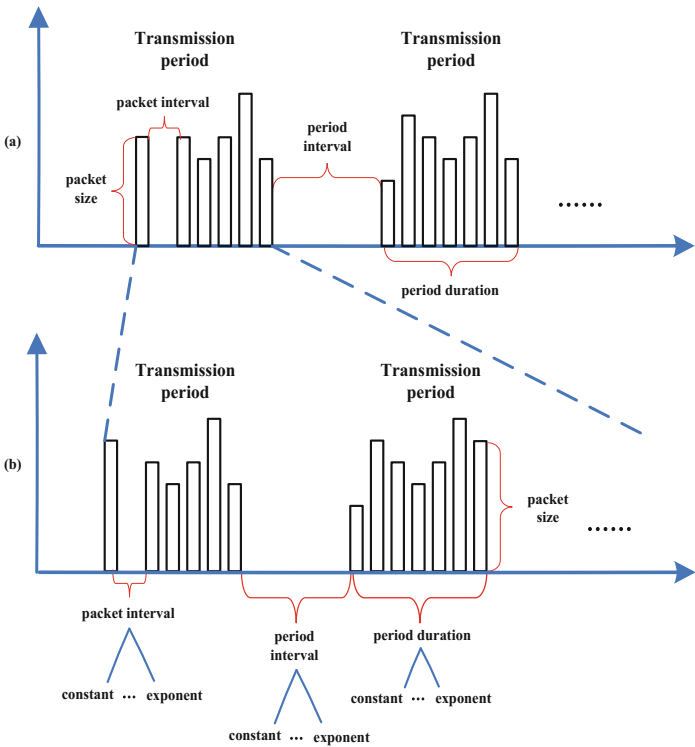 Transmission
period
Transmission
period
packet interval
period
interval
(a)
packet
size
......
period duration
Transmission
period
Transmission
period
(b)
packet
size
......
packet interval
period
interval
period duration
constant ... exponent
constant ... exponent
constant ... exponent